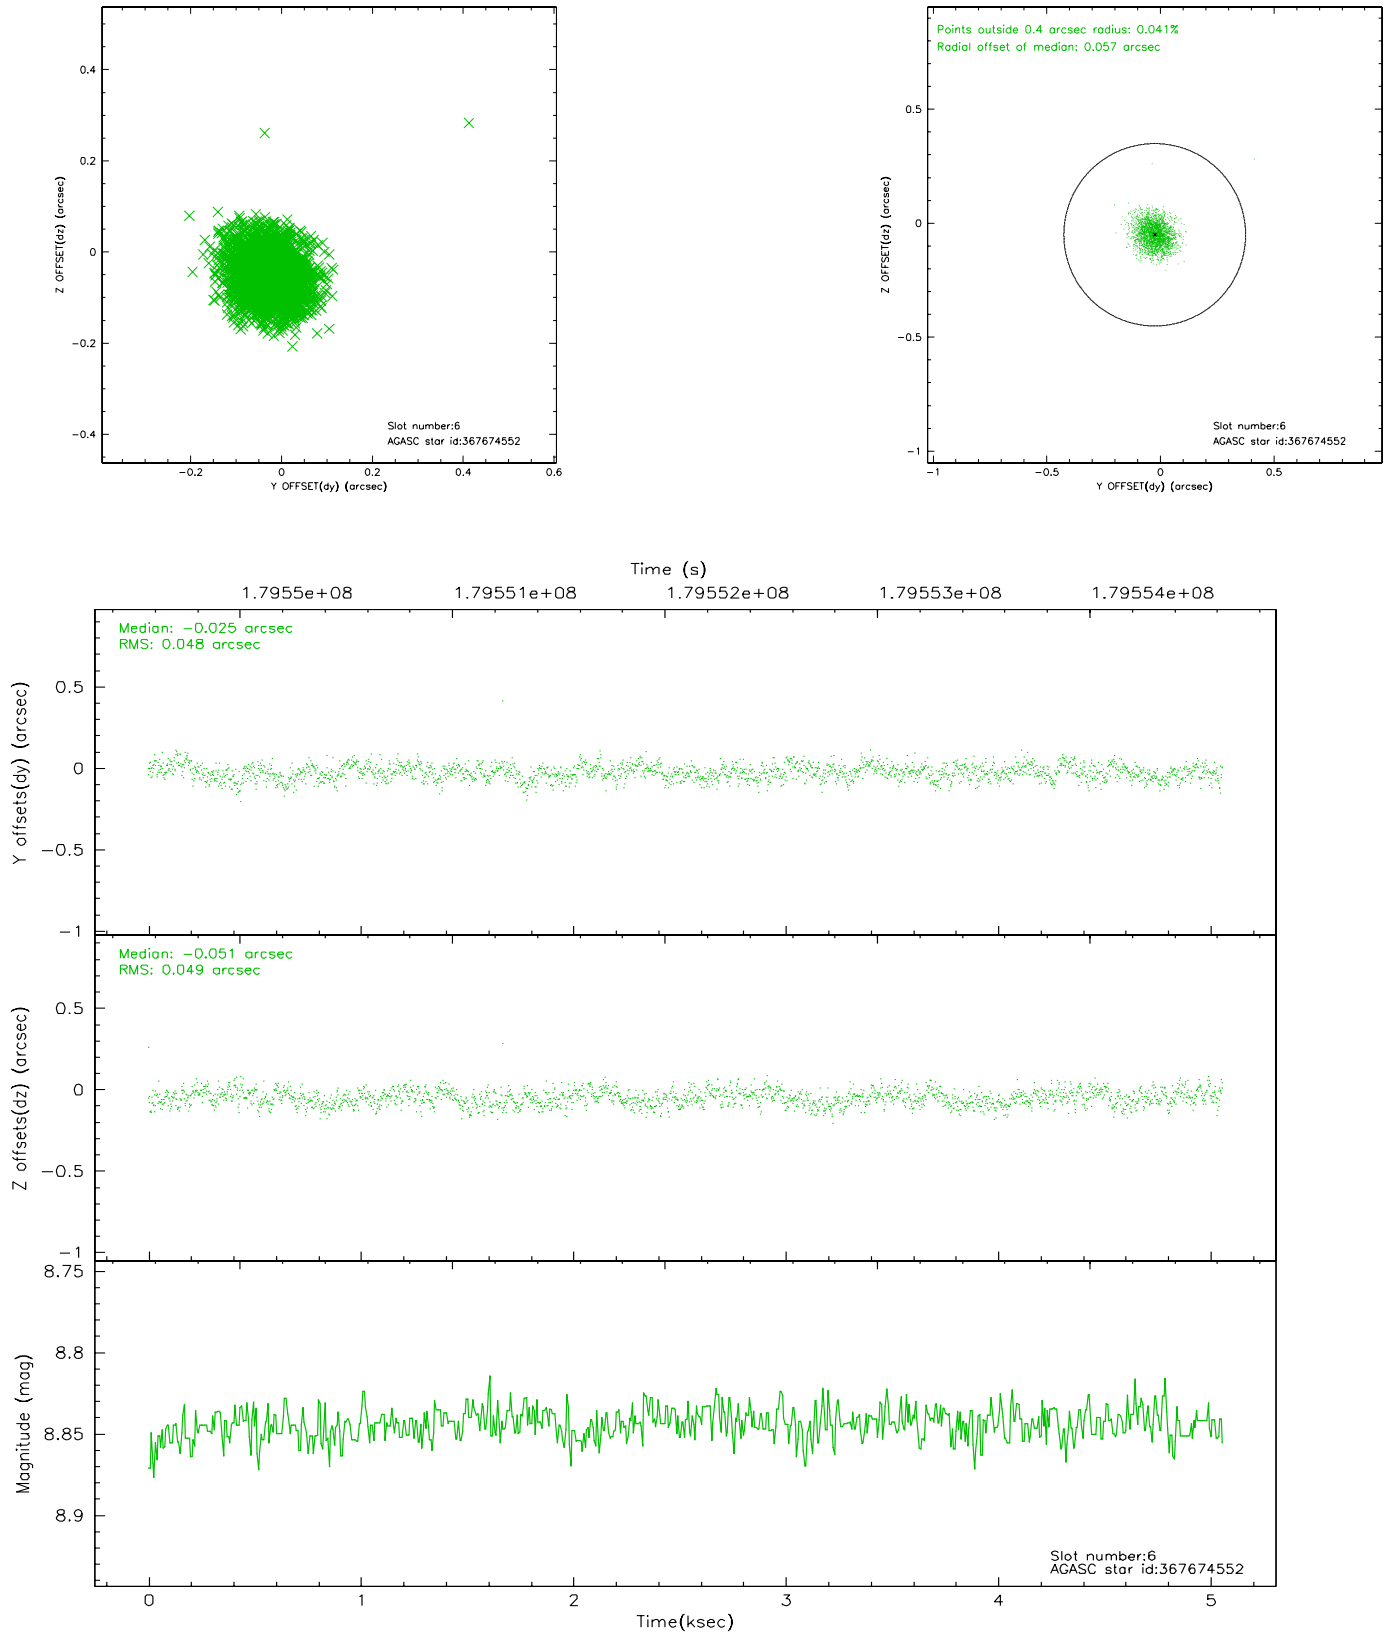 0.4
0.2
0
−0.2
−0.4
Z OFFSET(dz) (arcsec)
Slot number:6
AGASC star id:367674552
−0.2 0 0.2 0.4 0.6
Y OFFSET(dy) (arcsec)
Points outside 0.4 arcsec radius: 0.041%
Radial offset of median: 0.057 arcsec
0.5
0
−0.5
−1
Z OFFSET(dz) (arcsec)
Slot number:6
AGASC star id:367674552
−1 −0.5 0 0.5
Y OFFSET(dy) (arcsec)
Time (s)
1.7955e+08 1.79551e+08 1.79552e+08 1.79553e+08 1.79554e+08
Median: −0.025 arcsec
RMS: 0.048 arcsec
0.5
0
−0.5
−1
Y offsets(dy) (arcsec)
Median: −0.051 arcsec
RMS: 0.049 arcsec
0.5
0
−0.5
−1
Z offsets(dz) (arcsec)
8.75
8.8
8.85
8.9
Magnitude (mag)
Slot number:6
AGASC star id:367674552
0 1 2 3 4 5
Time(ksec)